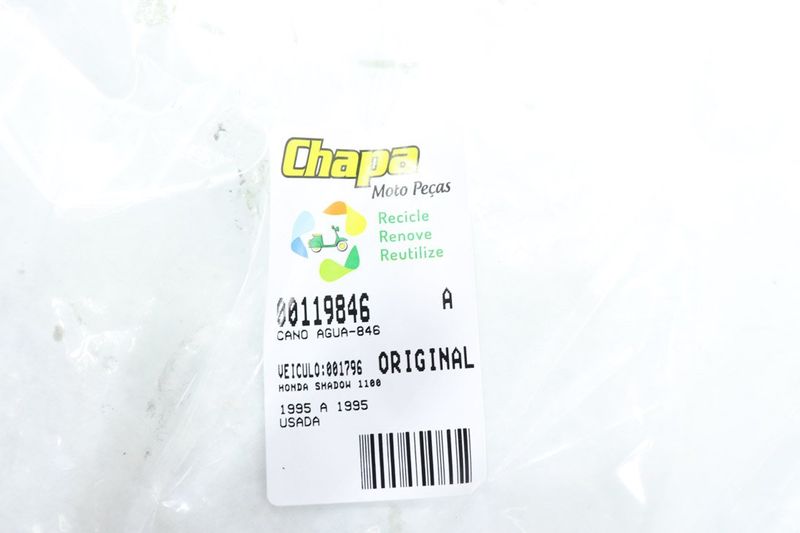 Chapa
Moto Peças
Recicle
Renove
Reutilize
00119846 A
CANO AGUA-846
VEICULO:001796 ORIGINAL
HONDA SHADOW 1100
1995 A 1995
USADA